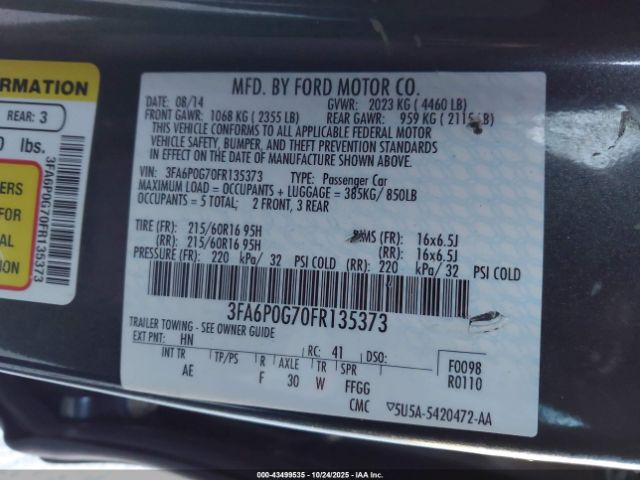 ORMATION
REAR: 3
0 lbs.
ERS
FOR
AL
ION
3FA6P0G70FR135373
MFD. BY FORD MOTOR CO.
DATE: 08/14 GVWR: 2023 KG ( 4460 LB)
FRONT GAWR: 1068 KG ( 2355 LB) REAR GAWR: 959 KG ( 2115 LB)
THIS VEHICLE CONFORMS TO ALL APPLICABLE FEDERAL MOTOR
VEHICLE SAFETY, BUMPER, AND THEFT PREVENTION STANDARDS
IN EFFECT ON THE DATE OF MANUFACTURE SHOWN ABOVE.
VIN: 3FA6P0G70FR135373 TYPE: Passenger Car
MAXIMUM LOAD = OCCUPANTS + LUGGAGE = 385KG/ 850LB
OCCUPANTS = 5 TOTAL: 2 FRONT, 3 REAR
TIRE (FR): 215/60R16 95H RIMS (FR): 16x6.5J
(RR): 215/60R16 95H (RR): 16x6.5J
PRESSURE (FR): 220 kPa/ 32 PSI COLD (RR): 220 kPa/ 32 PSI COLD
3FA6P0G70FR135373
TRAILER TOWING - SEE OWNER GUIDE
EXT PNT: HN RC: 41 DSO: F0098
R0110
INT TR TP/PS R AXLE TR SPR
AE F 30 W FFGG
CMC 5U5A-5420472-AA
000-43499535 - 10/24/2025 - IAA, Inc.